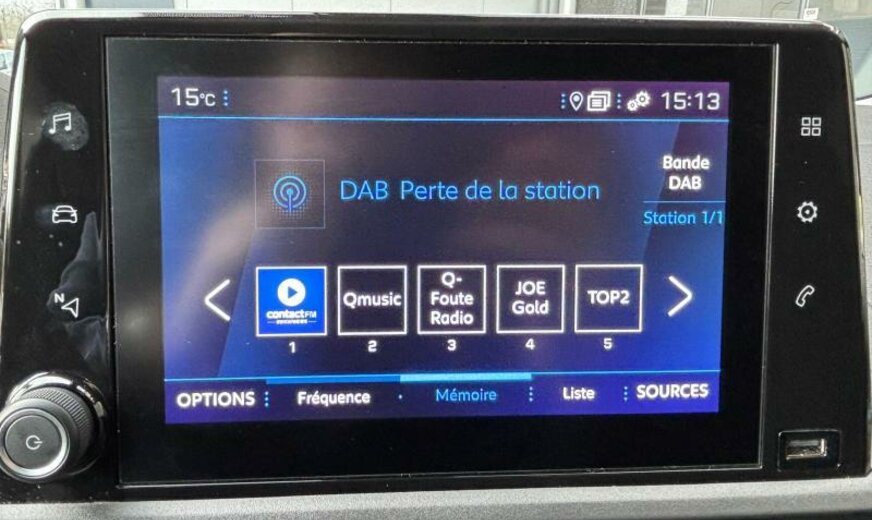 15°C
15:13
Bande
DAB
DAB Perte de la station
Station 1/1
contactFM
Qmusic
Q-
Foute
Radio
JOE
Gold
TOP2
1
2
3
4
5
OPTIONS
Fréquence
Mémoire
Liste
SOURCES
N